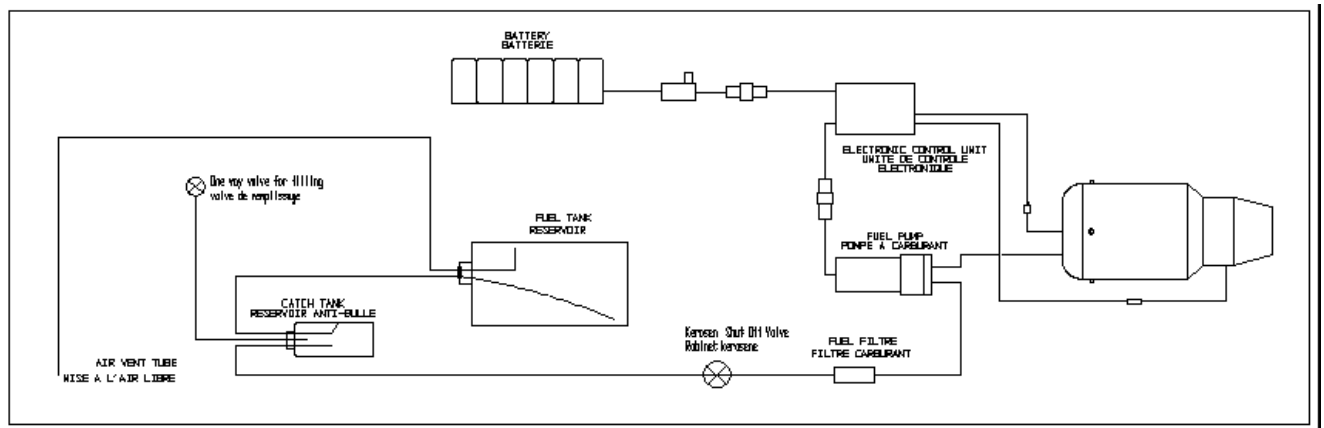 BATTERY
BATTERIE
ELECTRONIC CONTROL UNIT
UNITE DE CONTROLE
ELECTRONIQUE
One way valve for filling
valve de remplissage
FUEL TANK
RESERVOIR
FUEL PUMP
POMPE A CARBURANT
CATCH TANK
RESERVOIR ANTI-BULLE
Kerosen Shut Off Valve
Robinet kerosene
FUEL FILTRE
FILTRE CARBURANT
AIR VENT TUBE
MISE A L'AIR LIBRE